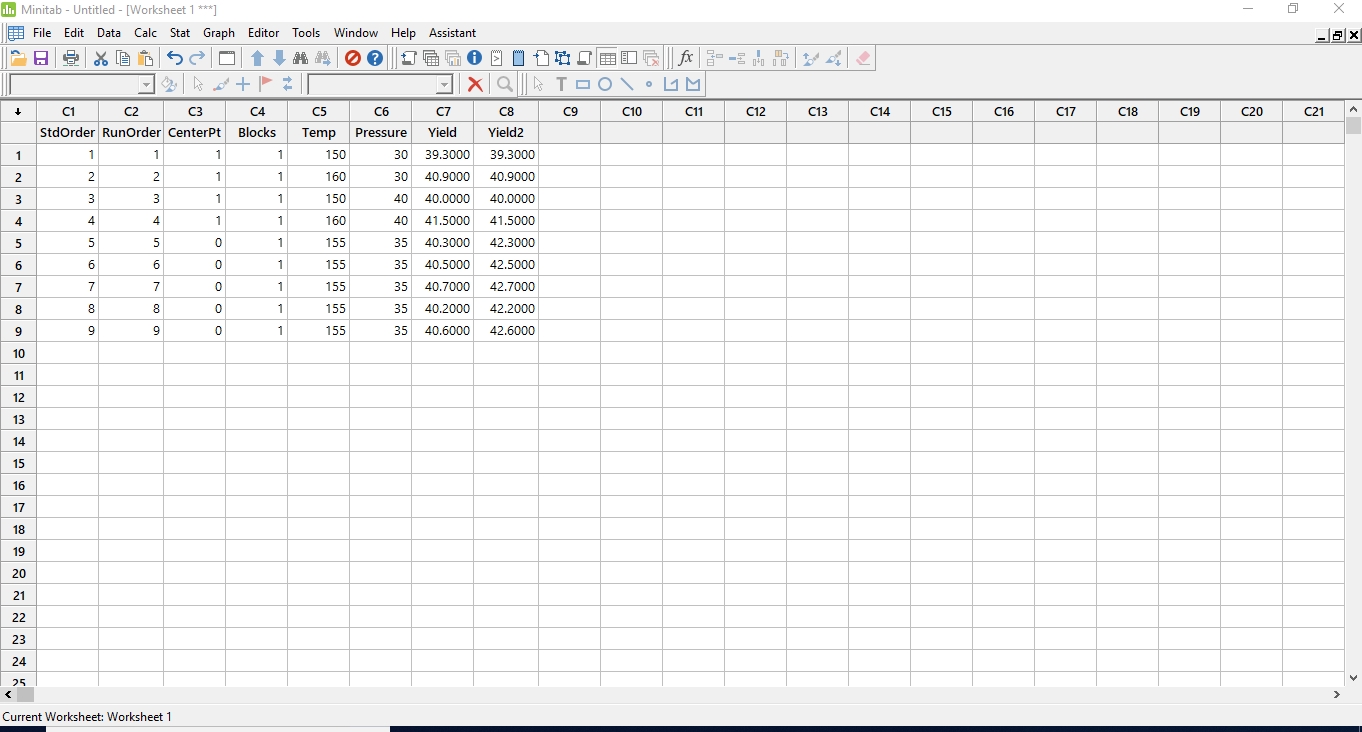 Minitab - Untitled - [Worksheet 1 ***]
File Edit Data Calc Stat Graph Editor Tools Window Help Assistant
C1 C2 C3 C4 C5 C6 C7 C8 C9 C10 C11 C12 C13 C14 C15 C16 C17 C18 C19 C20 C21
StdOrder RunOrder CenterPt Blocks Temp Pressure Yield Yield2
1 1 1 1 1 150 30 39.3000 39.3000
2 2 2 1 1 160 30 40.9000 40.9000
3 3 3 1 1 150 40 40.0000 40.0000
4 4 4 1 1 160 40 41.5000 41.5000
5 5 5 0 1 155 35 40.3000 42.3000
6 6 6 0 1 155 35 40.5000 42.5000
7 7 7 0 1 155 35 40.7000 42.7000
8 8 8 0 1 155 35 40.2000 42.2000
9 9 9 0 1 155 35 40.6000 42.6000
10
11
12
13
14
15
16
17
18
19
20
21
22
23
24
25
Current Worksheet: Worksheet 1